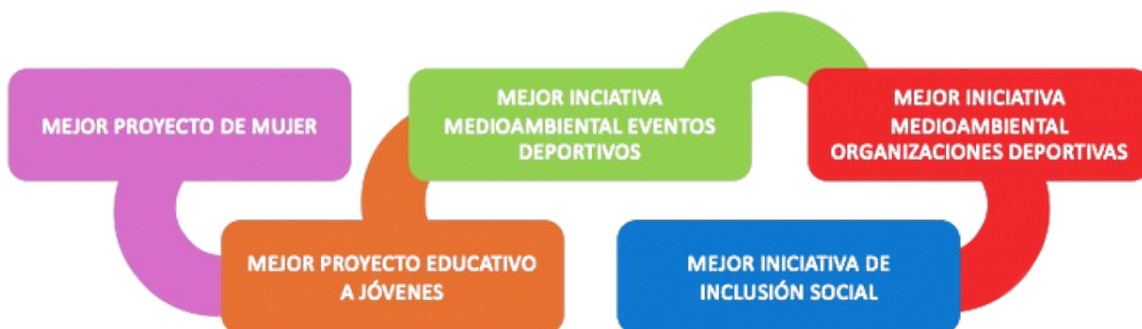 MEJOR PROYECTO DE MUJER
MEJOR PROYECTO EDUCATIVO
A JÓVENES
MEJOR INCIATIVA
MEDIOAMBIENTAL EVENTOS
DEPORTIVOS
MEJOR INICIATIVA
MEDIOAMBIENTAL
ORGANIZACIONES DEPORTIVAS
MEJOR INICIATIVA DE
INCLUSIÓN SOCIAL